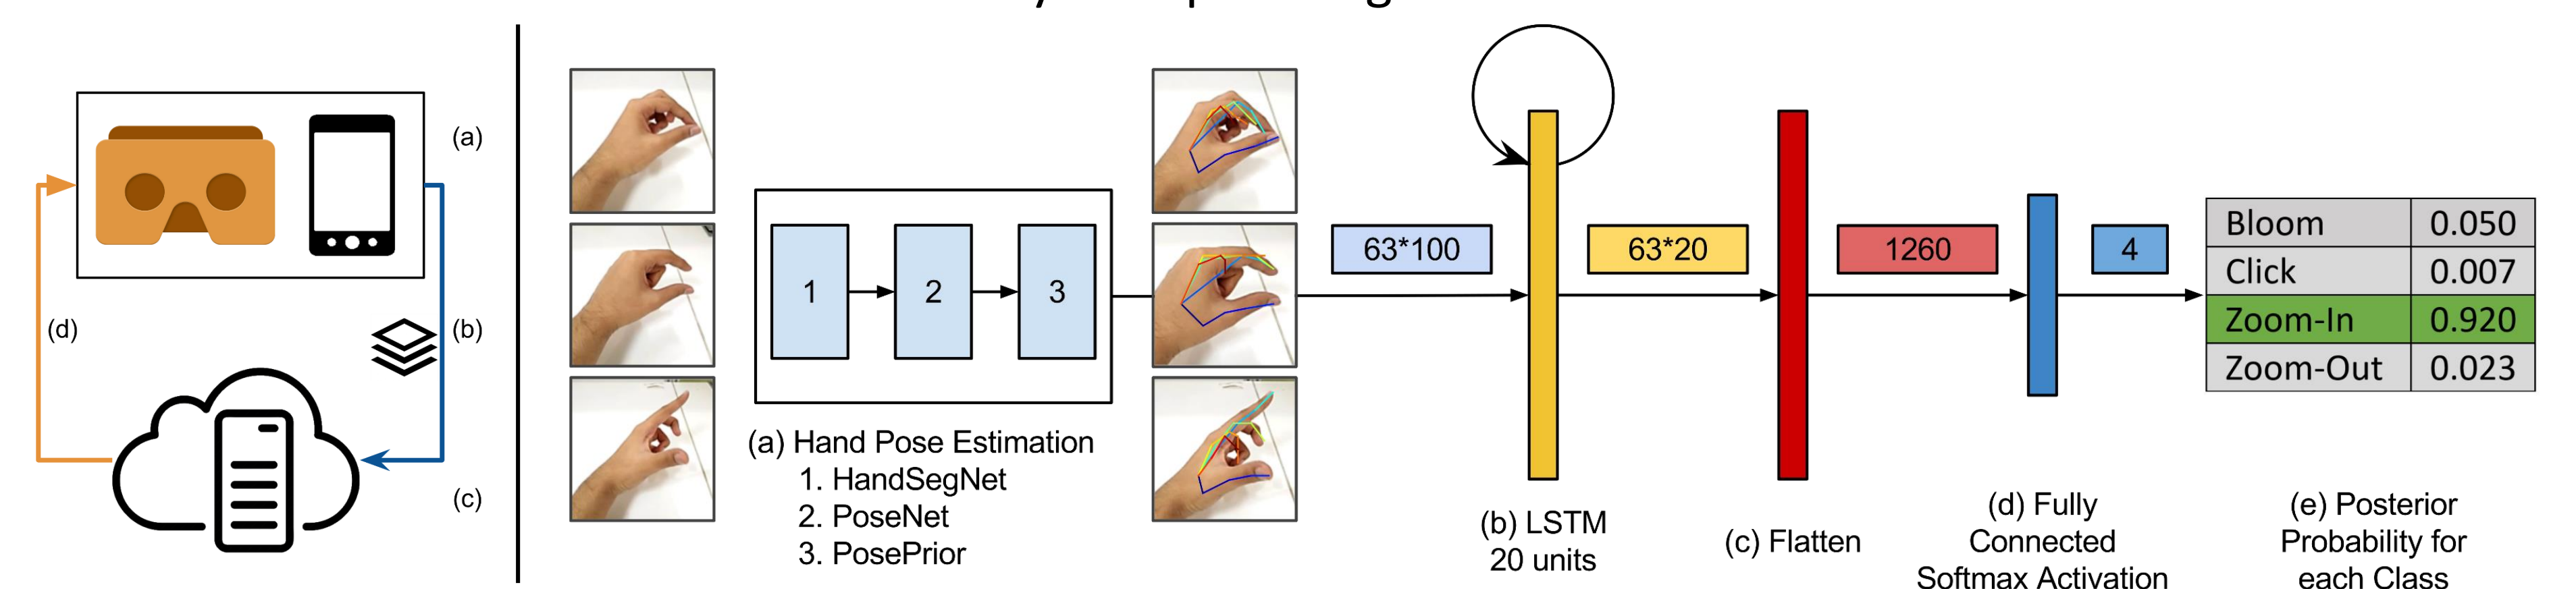 (a)
(b)
(c)
(d)
1
2
3
(a) Hand Pose Estimation
1. HandSegNet
2. PoseNet
3. PosePrior
63*100
63*20
1260
4
(b) LSTM
20 units
(c) Flatten
(d) Fully
Connected
Softmax Activation
Bloom 0.050
Click 0.007
Zoom-In 0.920
Zoom-Out 0.023
(e) Posterior
Probability for
each Class